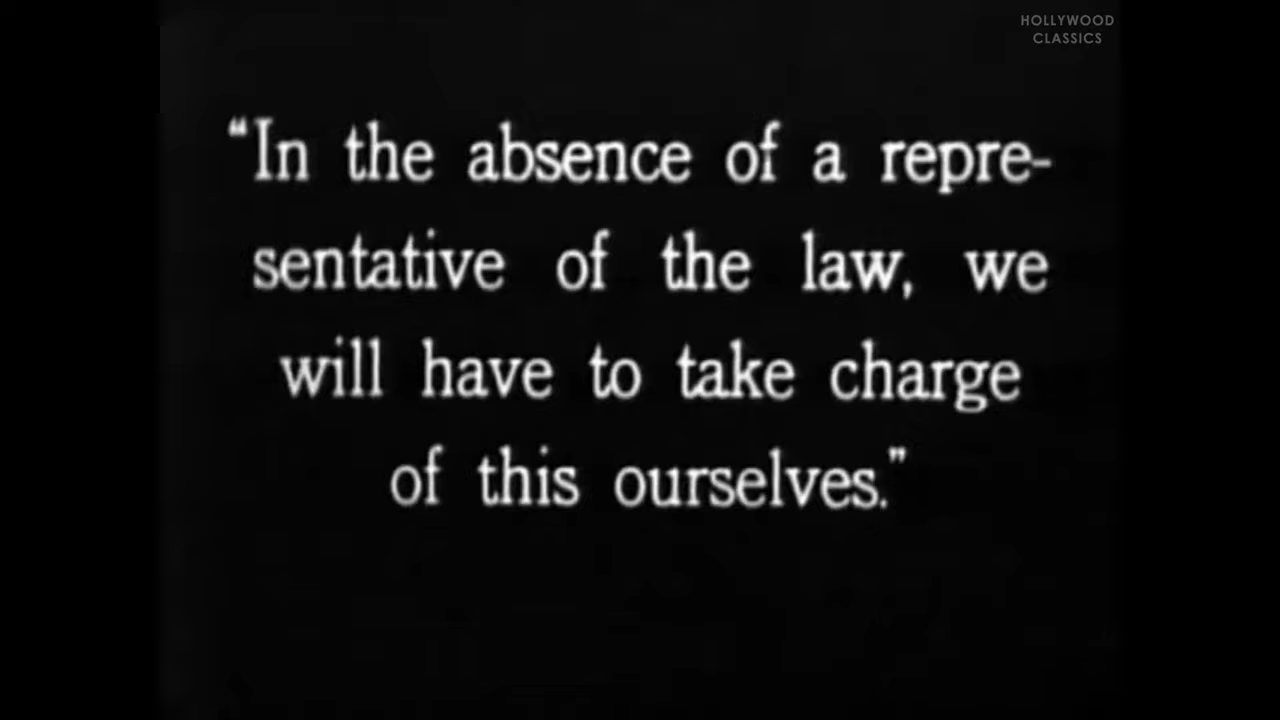 HOLLYWOOD
CLASSICS
“In the absence of a repre-
sentative of the law, we
will have to take charge
of this ourselves.”